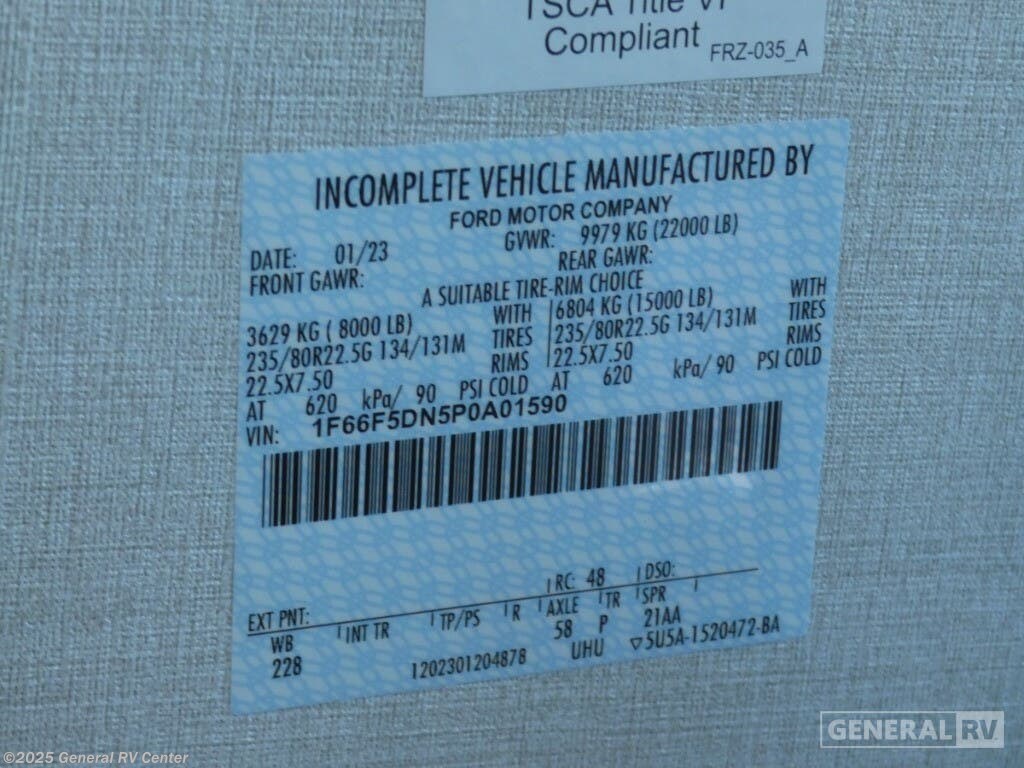 TSCA Title VI
Compliant FRZ-035_A
INCOMPLETE VEHICLE MANUFACTURED BY
FORD MOTOR COMPANY
DATE: 01/23 GVWR: 9979 KG (22000 LB)
FRONT GAWR: REAR GAWR:
A SUITABLE TIRE-RIM CHOICE
3629 KG ( 8000 LB) WITH 6804 KG (15000 LB) WITH
235/80R22.5G 134/131M TIRES 235/80R22.5G 134/131M TIRES
22.5X7.50 RIMS 22.5X7.50 RIMS
AT 620 kPa/ 90 PSI COLD AT 620 kPa/ 90 PSI COLD
VIN: 1F66F5DN5P0A01590
EXT PNT: RC: 48 DSO:
WB INT TR TP/PS R AXLE TR SPR
228 58 P 21AA
1202301204878 UHU ▽5U5A-1520472-BA
GENERAL RV
©2025 General RV Center